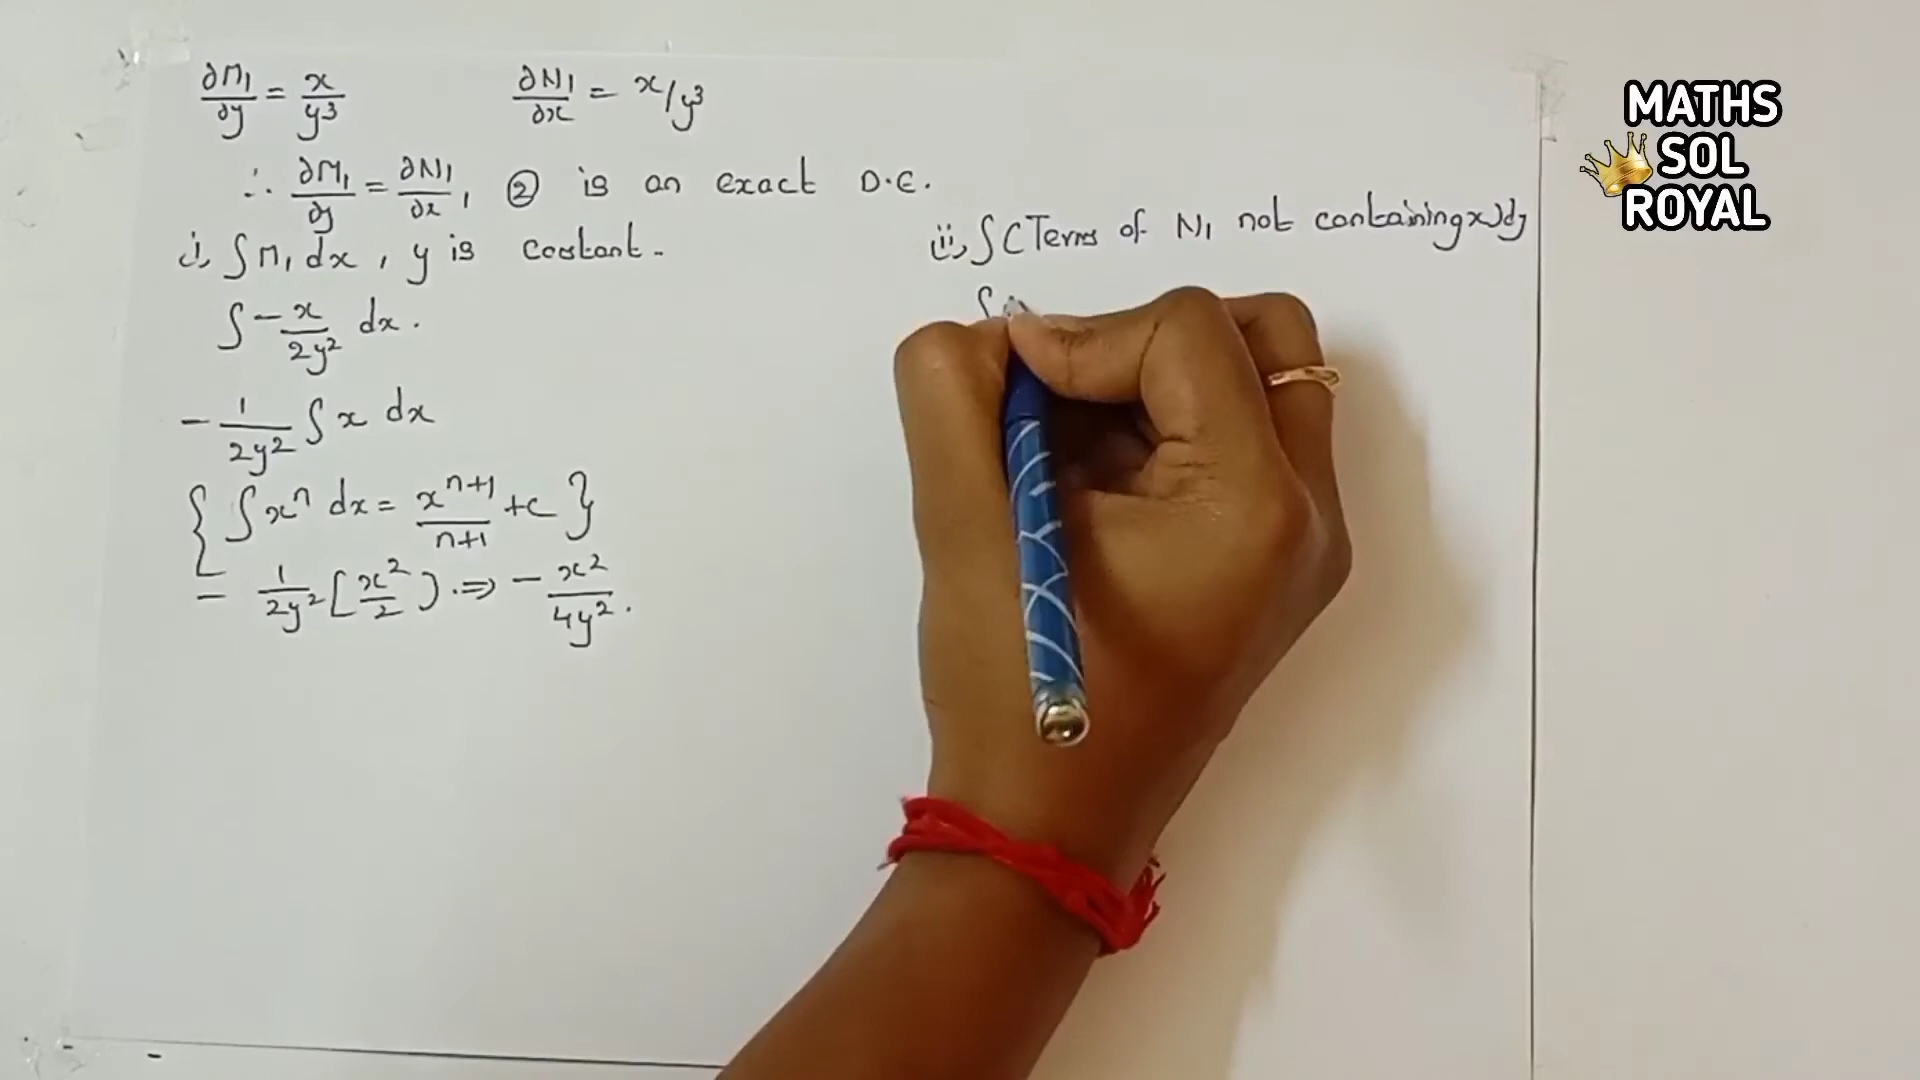 ∂M₁/∂y = x/y³ ∂N₁/∂x = x/y³
∴ ∂M₁/∂y = ∂N₁/∂x, ② is an exact D.E.
i, ∫ M₁ dx, y is costant.
∫ -x/2y² dx.
- 1/2y² ∫ x dx
{ ∫ xⁿ dx = xⁿ⁺¹/n+1 + c }
- 1/2y² [x²/2] . ⇒ - x²/4y².
ii, ∫ (Terms of N₁ not containing x) dy
∫
MATHS
SOL
ROYAL